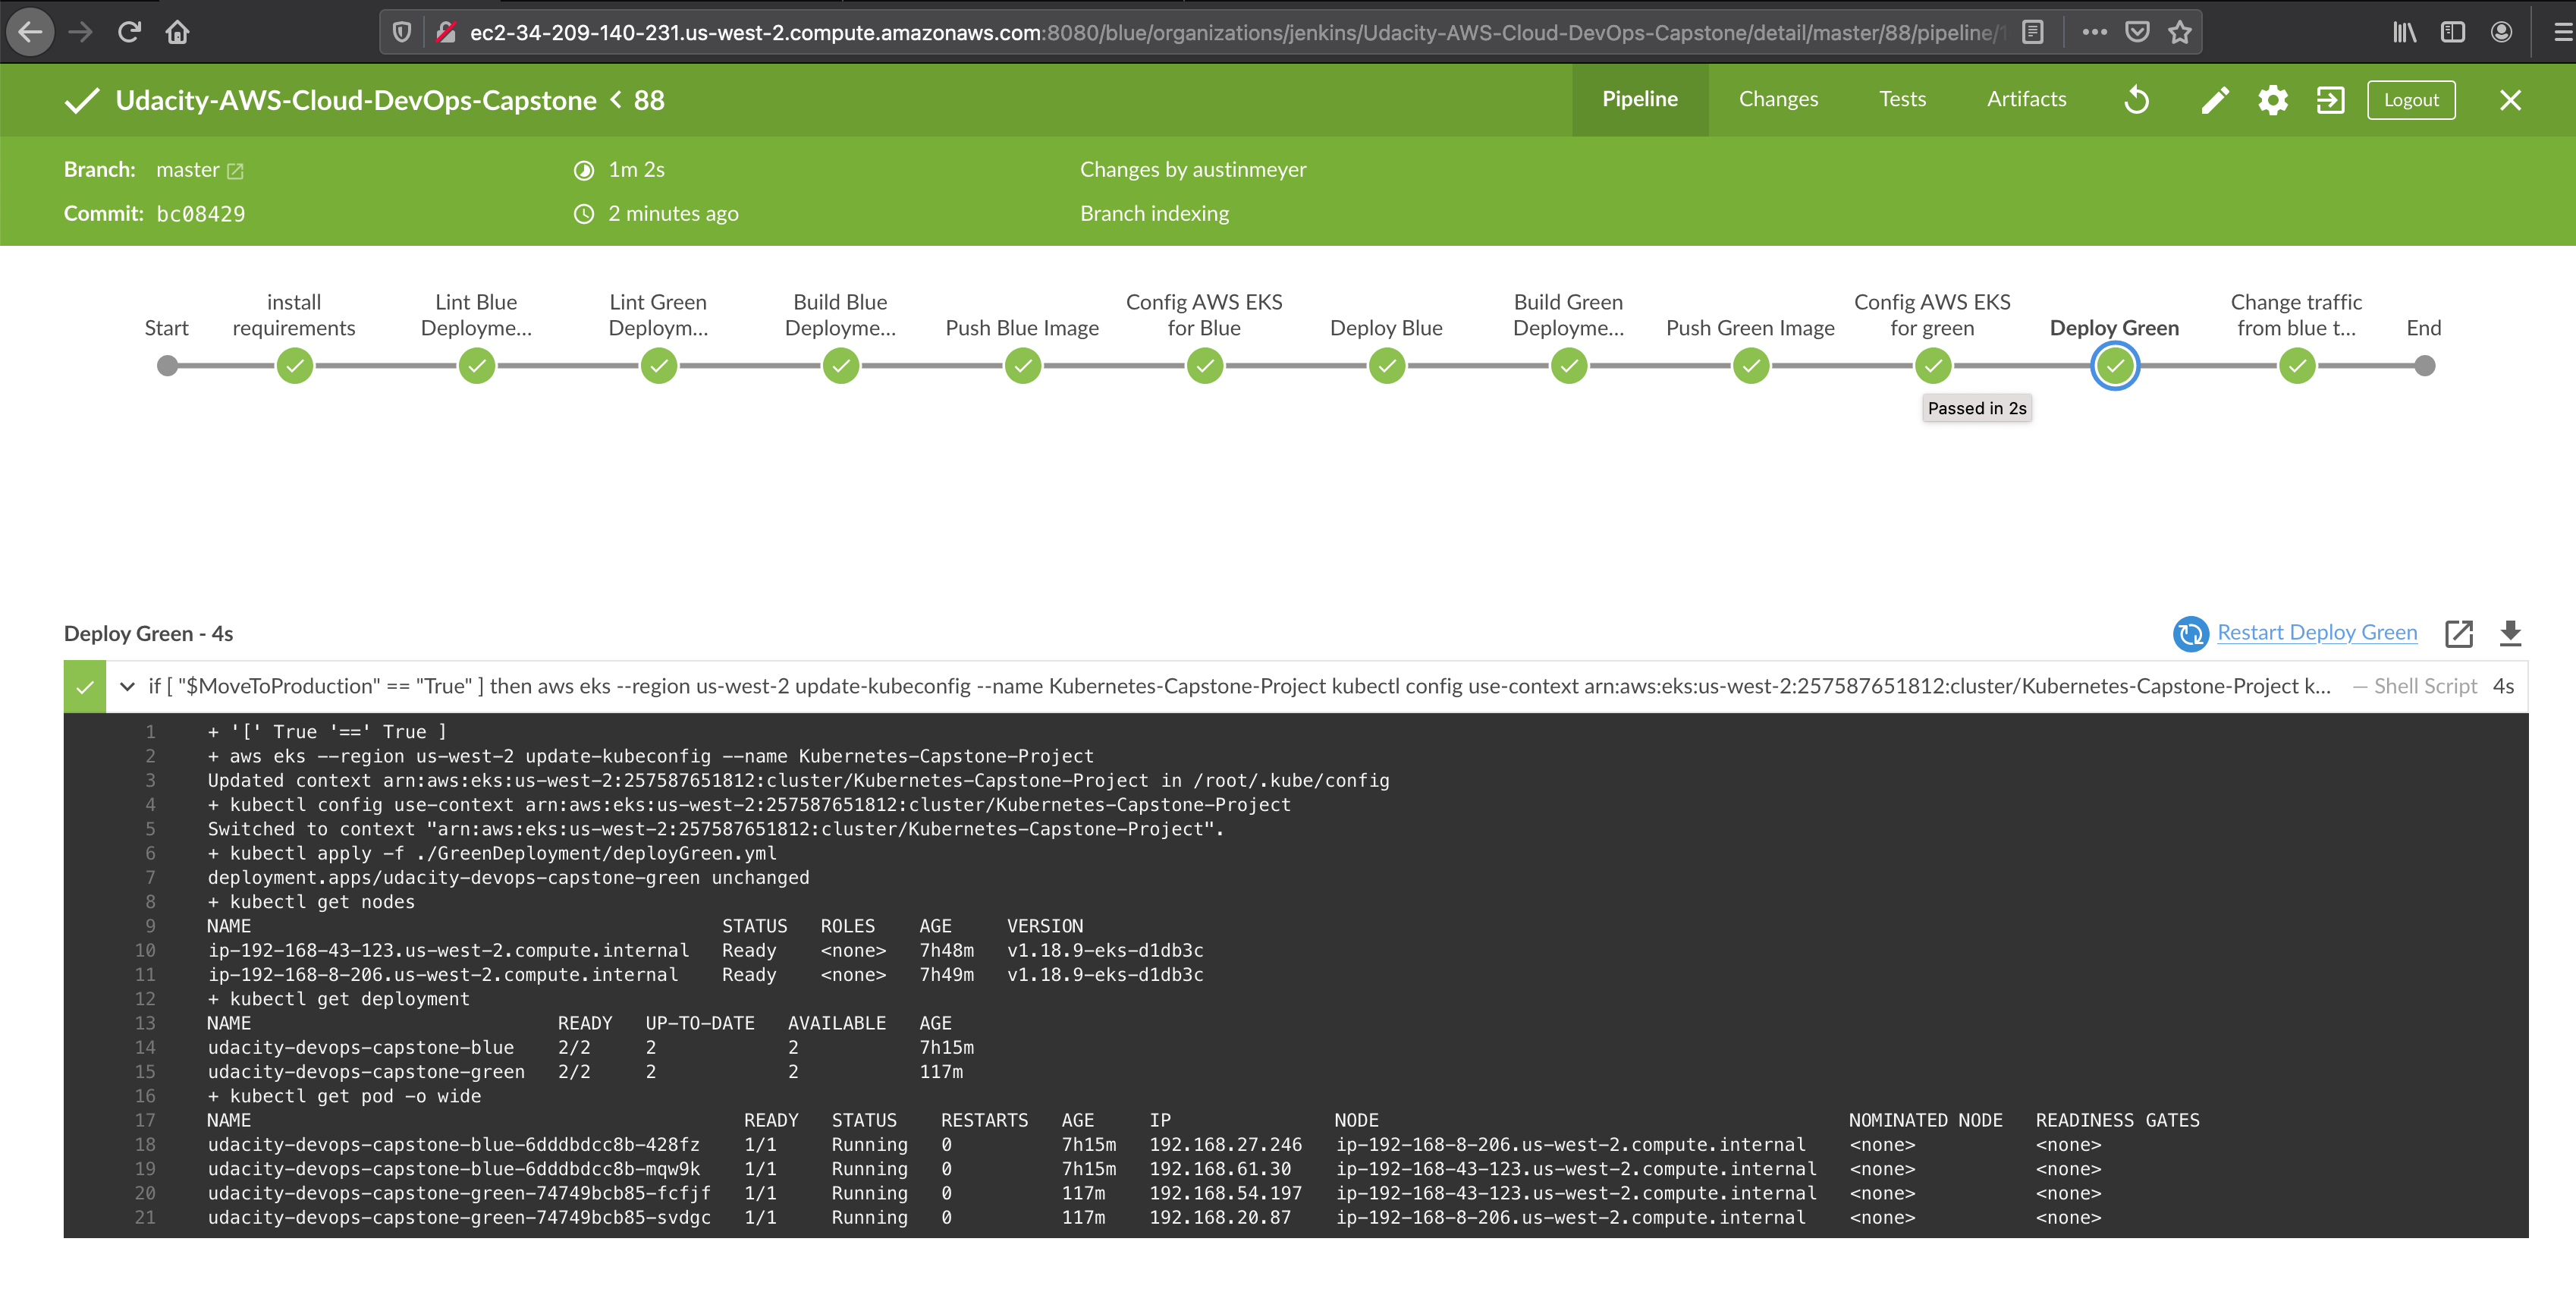 ec2-34-209-140-231.us-west-2.compute.amazonaws.com:8080/blue/organizations/jenkins/Udacity-AWS-Cloud-DevOps-Capstone/detail/master/88/pipeline/
Udacity-AWS-Cloud-DevOps-Capstone < 88
Pipeline Changes Tests Artifacts Logout
Branch: master 1m 2s Changes by austinmeyer
Commit: bc08429 2 minutes ago Branch indexing
Start
install requirements
Lint Blue Deployme...
Lint Green Deploym...
Build Blue Deployme...
Push Blue Image
Config AWS EKS for Blue
Deploy Blue
Build Green Deployme...
Push Green Image
Config AWS EKS for green
Deploy Green
Change traffic from blue t...
End
Passed in 2s
Deploy Green - 4s Restart Deploy Green
if [ "$MoveToProduction" == "True" ] then aws eks --region us-west-2 update-kubeconfig --name Kubernetes-Capstone-Project kubectl config use-context arn:aws:eks:us-west-2:257587651812:cluster/Kubernetes-Capstone-Project k... — Shell Script 4s
1 + '[' True '==' True ]
2 + aws eks --region us-west-2 update-kubeconfig --name Kubernetes-Capstone-Project
3 Updated context arn:aws:eks:us-west-2:257587651812:cluster/Kubernetes-Capstone-Project in /root/.kube/config
4 + kubectl config use-context arn:aws:eks:us-west-2:257587651812:cluster/Kubernetes-Capstone-Project
5 Switched to context "arn:aws:eks:us-west-2:257587651812:cluster/Kubernetes-Capstone-Project".
6 + kubectl apply -f ./GreenDeployment/deployGreen.yml
7 deployment.apps/udacity-devops-capstone-green unchanged
8 + kubectl get nodes
9 NAME STATUS ROLES AGE VERSION
10 ip-192-168-43-123.us-west-2.compute.internal Ready <none> 7h48m v1.18.9-eks-d1db3c
11 ip-192-168-8-206.us-west-2.compute.internal Ready <none> 7h49m v1.18.9-eks-d1db3c
12 + kubectl get deployment
13 NAME READY UP-TO-DATE AVAILABLE AGE
14 udacity-devops-capstone-blue 2/2 2 2 7h15m
15 udacity-devops-capstone-green 2/2 2 2 117m
16 + kubectl get pod -o wide
17 NAME READY STATUS RESTARTS AGE IP NODE NOMINATED NODE READINESS GATES
18 udacity-devops-capstone-blue-6dddbdcc8b-428fz 1/1 Running 0 7h15m 192.168.27.246 ip-192-168-8-206.us-west-2.compute.internal <none> <none>
19 udacity-devops-capstone-blue-6dddbdcc8b-mqw9k 1/1 Running 0 7h15m 192.168.61.30 ip-192-168-43-123.us-west-2.compute.internal <none> <none>
20 udacity-devops-capstone-green-74749bcb85-fcfjf 1/1 Running 0 117m 192.168.54.197 ip-192-168-43-123.us-west-2.compute.internal <none> <none>
21 udacity-devops-capstone-green-74749bcb85-svdgc 1/1 Running 0 117m 192.168.20.87 ip-192-168-8-206.us-west-2.compute.internal <none> <none>